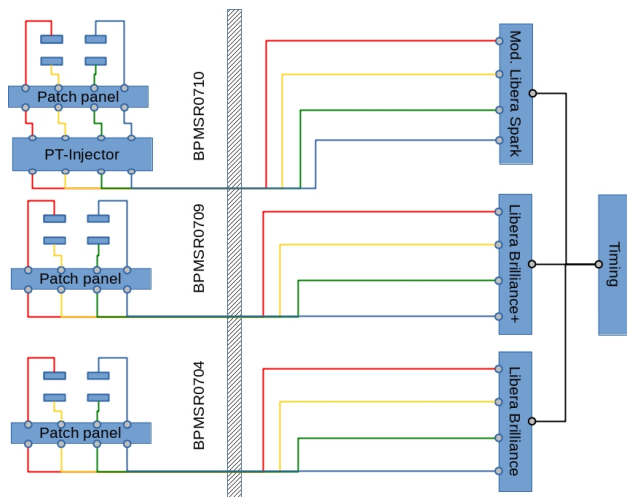 Patch panel
PT-Injector
BPMSR0710
Mod. Libera Spark
Patch panel
BPMSR0709
Libera Brilliance+
Timing
Patch panel
BPMSR0704
Libera Brilliance